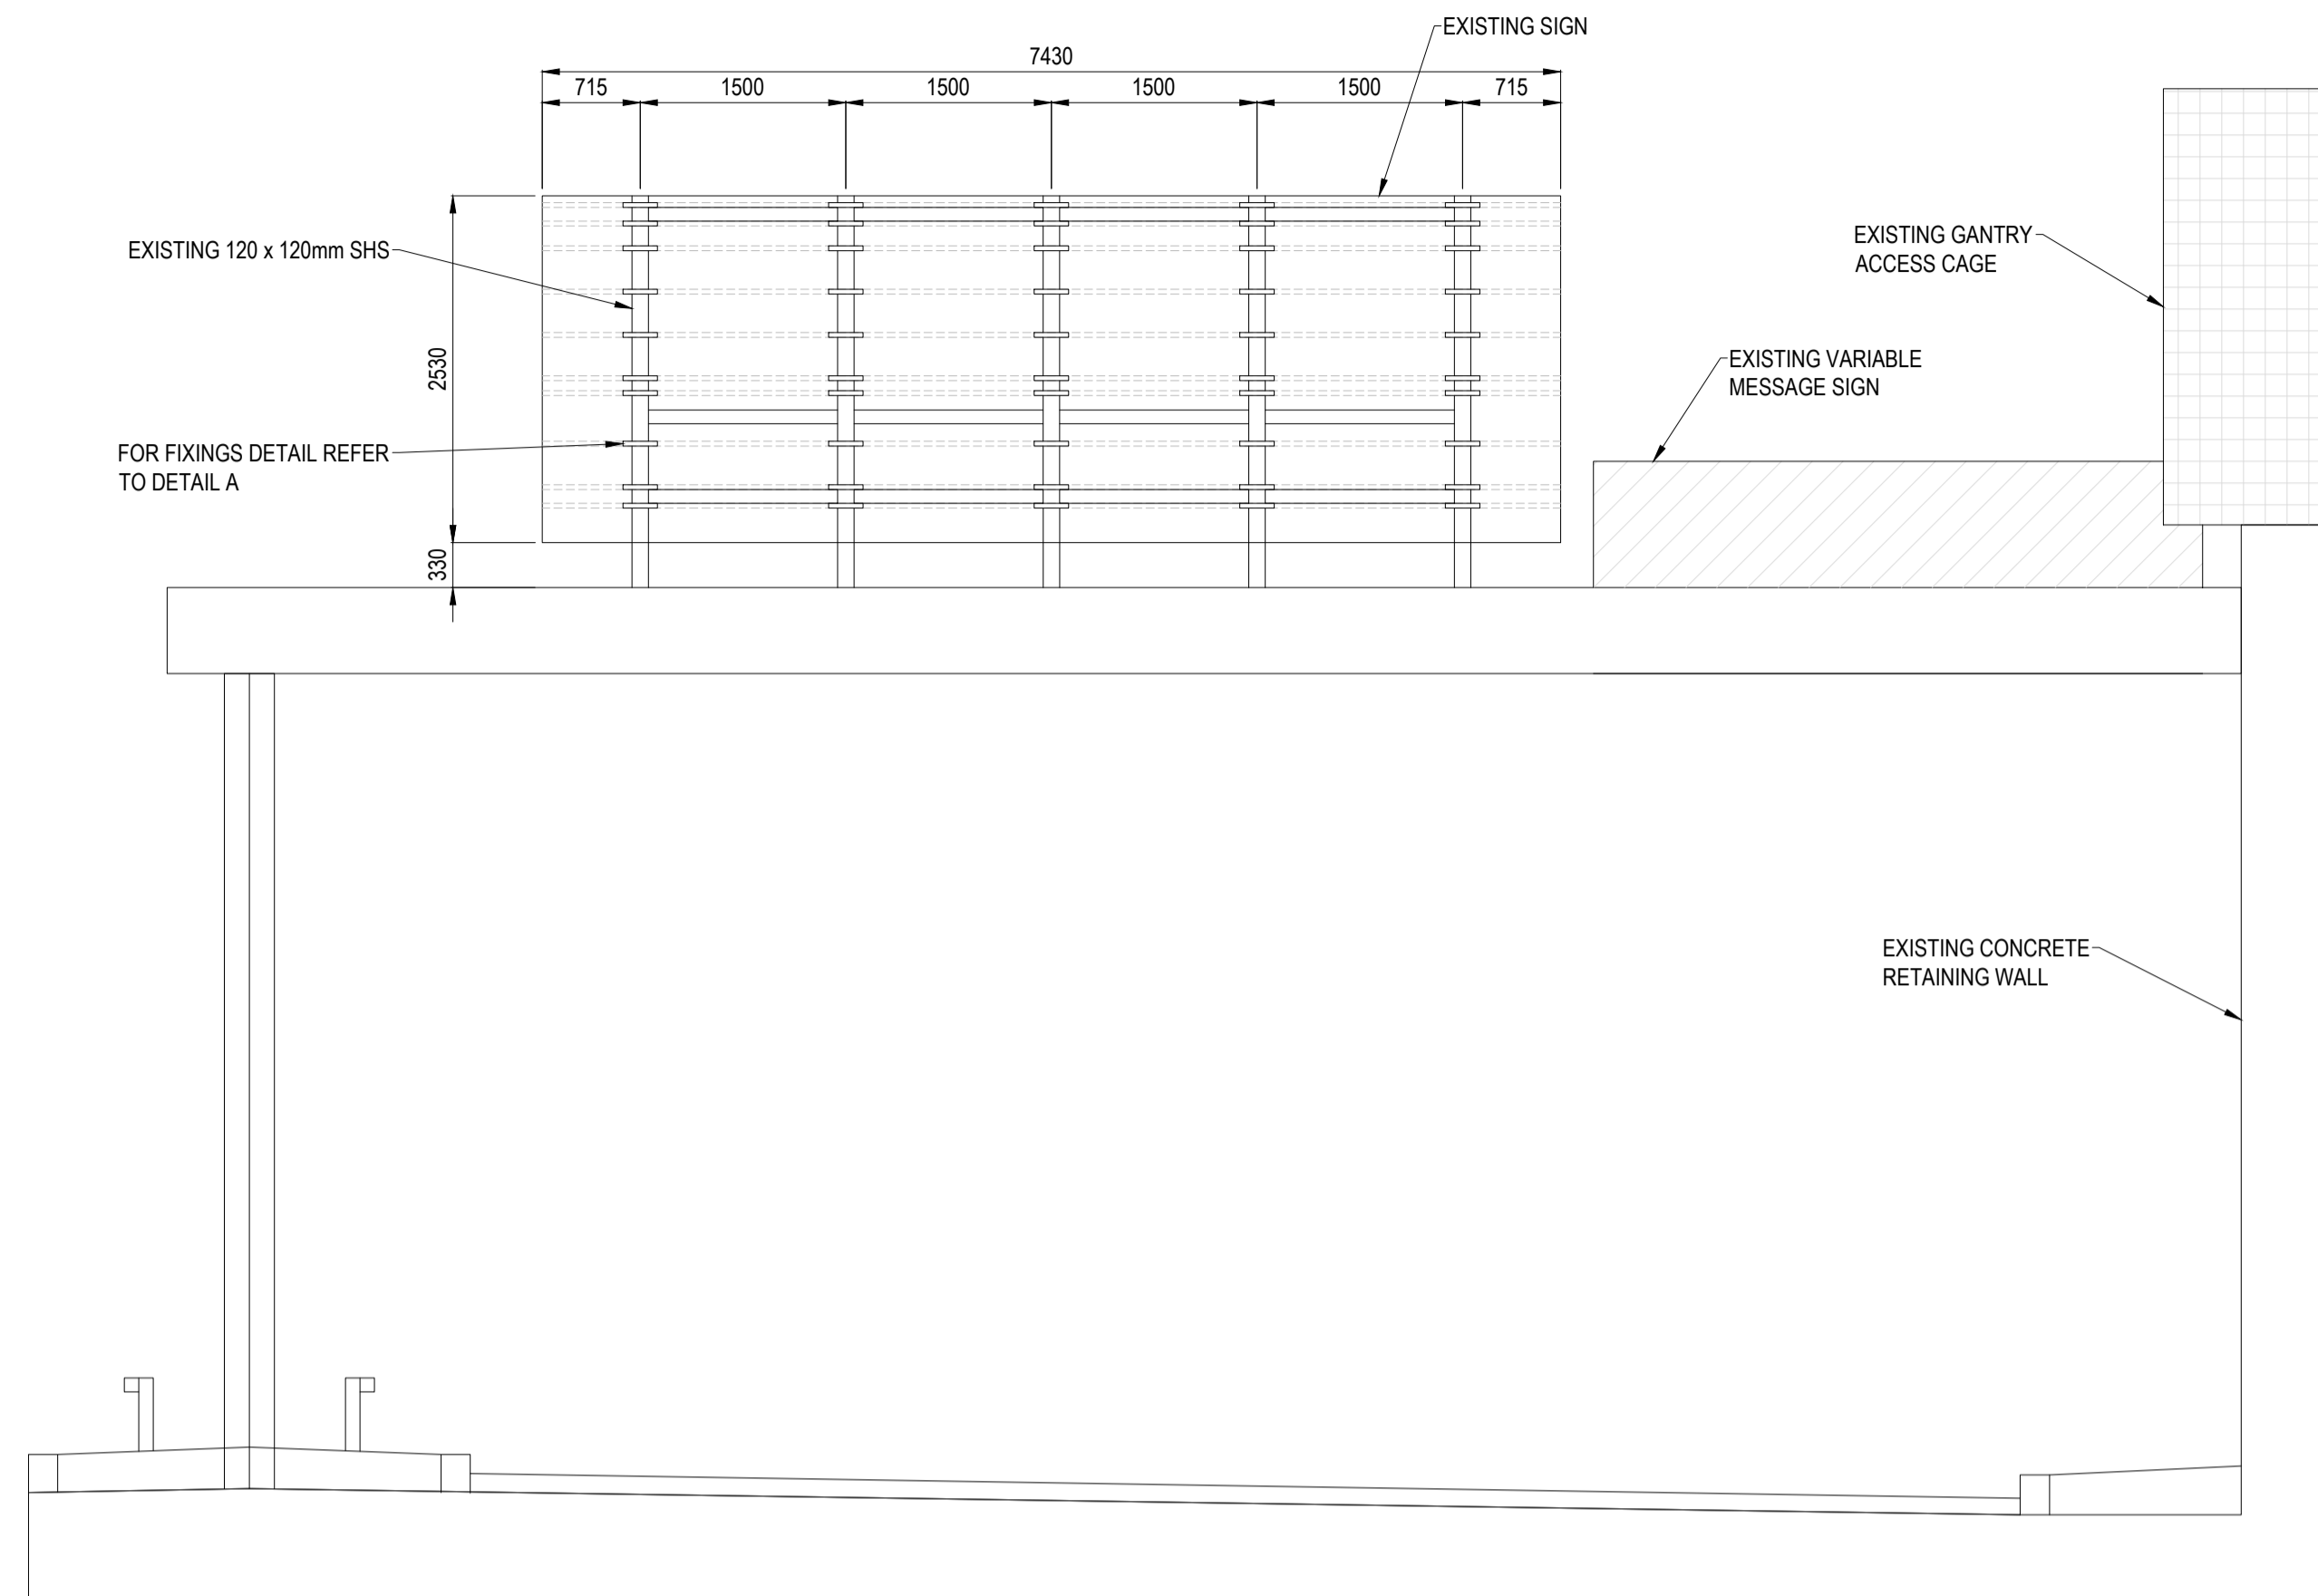 EXISTING SIGN
7430
715
1500
1500
1500
1500
715
EXISTING 120 x 120mm SHS
EXISTING GANTRY
ACCESS CAGE
2530
EXISTING VARIABLE
MESSAGE SIGN
FOR FIXINGS DETAIL REFER
TO DETAIL A
330
EXISTING CONCRETE
RETAINING WALL